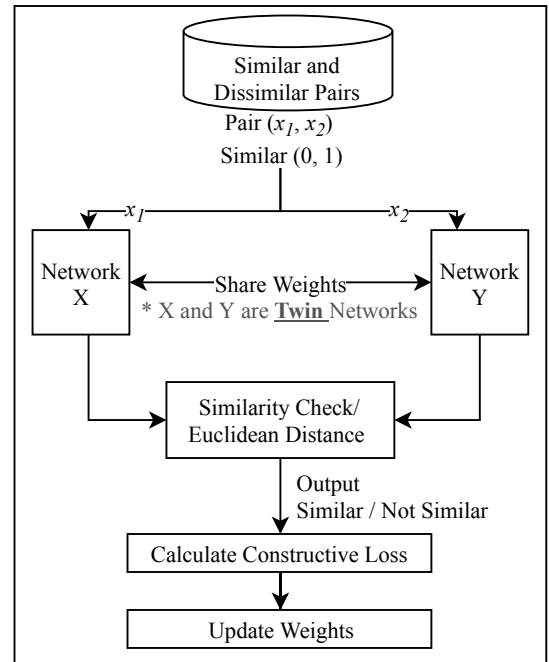 Similar and
Dissimilar Pairs
Pair (x1, x2)
Similar (0, 1)
x1
x2
Network
X
Share Weights
* X and Y are Twin Networks
Network
Y
Similarity Check/
Euclidean Distance
Output
Similar / Not Similar
Calculate Constructive Loss
Update Weights